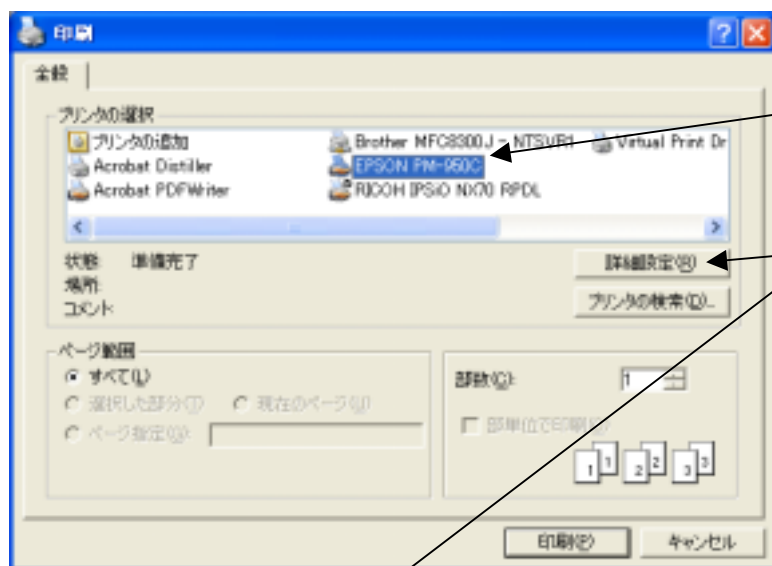 印刷
全般
プリンタの選択
プリンタの追加
Brother MFC8300J - NTSVR1
Virtual Print Dr
Acrobat Distiller
EPSON PM-950C
Acrobat PDFWriter
RICOH IPSiO NX70 RPDL
状態: 準備完了
場所:
コメント:
詳細設定(R)
プリンタの検索(D)...
ページ範囲
すべて(L)
選択した部分(T)
現在のページ(U)
ページ指定(G):
部数(C): 1
部単位で印刷(O)
1 1 2 2 3 3
印刷(P)
キャンセル